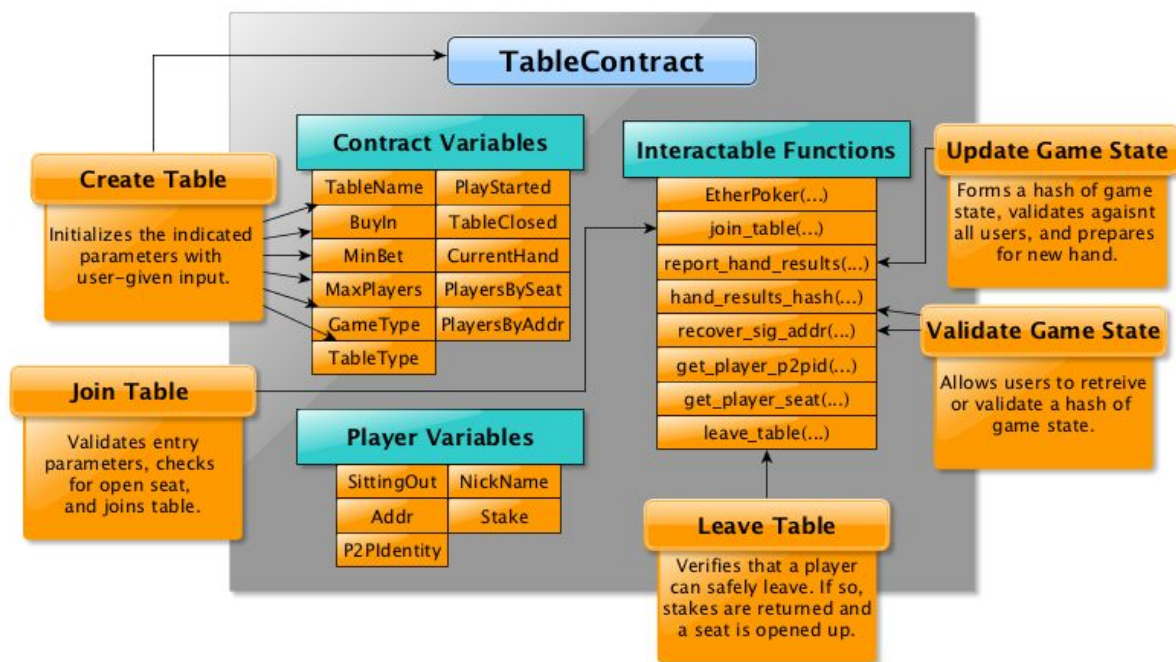 TableContract
Create Table
Initializes the indicated
parameters with
user-given input.
Join Table
Validates entry
parameters, checks
for open seat,
and joins table.
Contract Variables
TableName PlayStarted
BuyIn TableClosed
MinBet CurrentHand
MaxPlayers PlayersBySeat
GameType PlayersByAddr
TableType
Player Variables
SittingOut NickName
Addr Stake
P2PIdentity
Interactable Functions
EtherPoker(...)
join_table(...)
report_hand_results(...)
hand_results_hash(...)
recover_sig_addr(...)
get_player_p2pid(...)
get_player_seat(...)
leave_table(...)
Leave Table
Verifies that a player
can safely leave. If so,
stakes are returned and
a seat is opened up.
Update Game State
Forms a hash of game
state, validates agaisnt
all users, and prepares
for new hand.
Validate Game State
Allows users to retreive
or validate a hash of
game state.